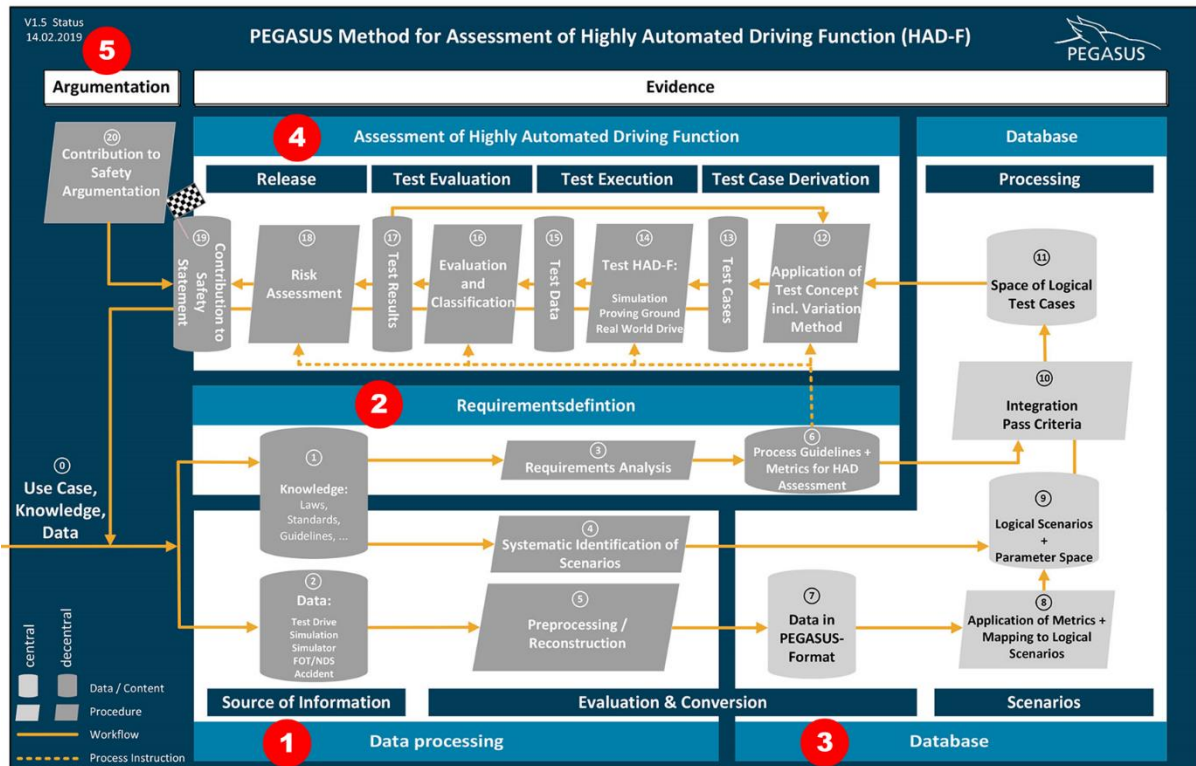 V1.5 Status
14.02.2019
5
PEGASUS Method for Assessment of Highly Automated Driving Function (HAD-F)
PEGASUS
Argumentation
Evidence
20
Contribution to
Safety
Argumentation
4
Assessment of Highly Automated Driving Function
Database
Release
Test Evaluation
Test Execution
Test Case Derivation
Processing
19
Contribution to
Safety
Statement
18
Risk
Assessment
17
Test Results
16
Evaluation
and
Classification
15
Test Data
14
Test HAD-F:
Simulation
Proving Ground
Real World Drive
13
Test Cases
12
Application of
Test Concept
incl. Variation
Method
11
Space of Logical
Test Cases
10
Integration
Pass Criteria
2
Requirementsdefintion
0
Use Case,
Knowledge,
Data
1
Knowledge:
Laws,
Standards,
Guidelines, ...
3
Requirements Analysis
6
Process Guidelines +
Metrics for HAD
Assessment
4
Systematic Identification of
Scenarios
9
Logical Scenarios
+
Parameter Space
2
Data:
Test Drive
Simulation
Simulator
FOT/NDS
Accident
5
Preprocessing /
Reconstruction
7
Data in
PEGASUS-
Format
8
Application of Metrics +
Mapping to Logical
Scenarios
central
decentral
Data / Content
Procedure
Workflow
Process Instruction
Source of Information
Evaluation & Conversion
Scenarios
1
Data processing
3
Database